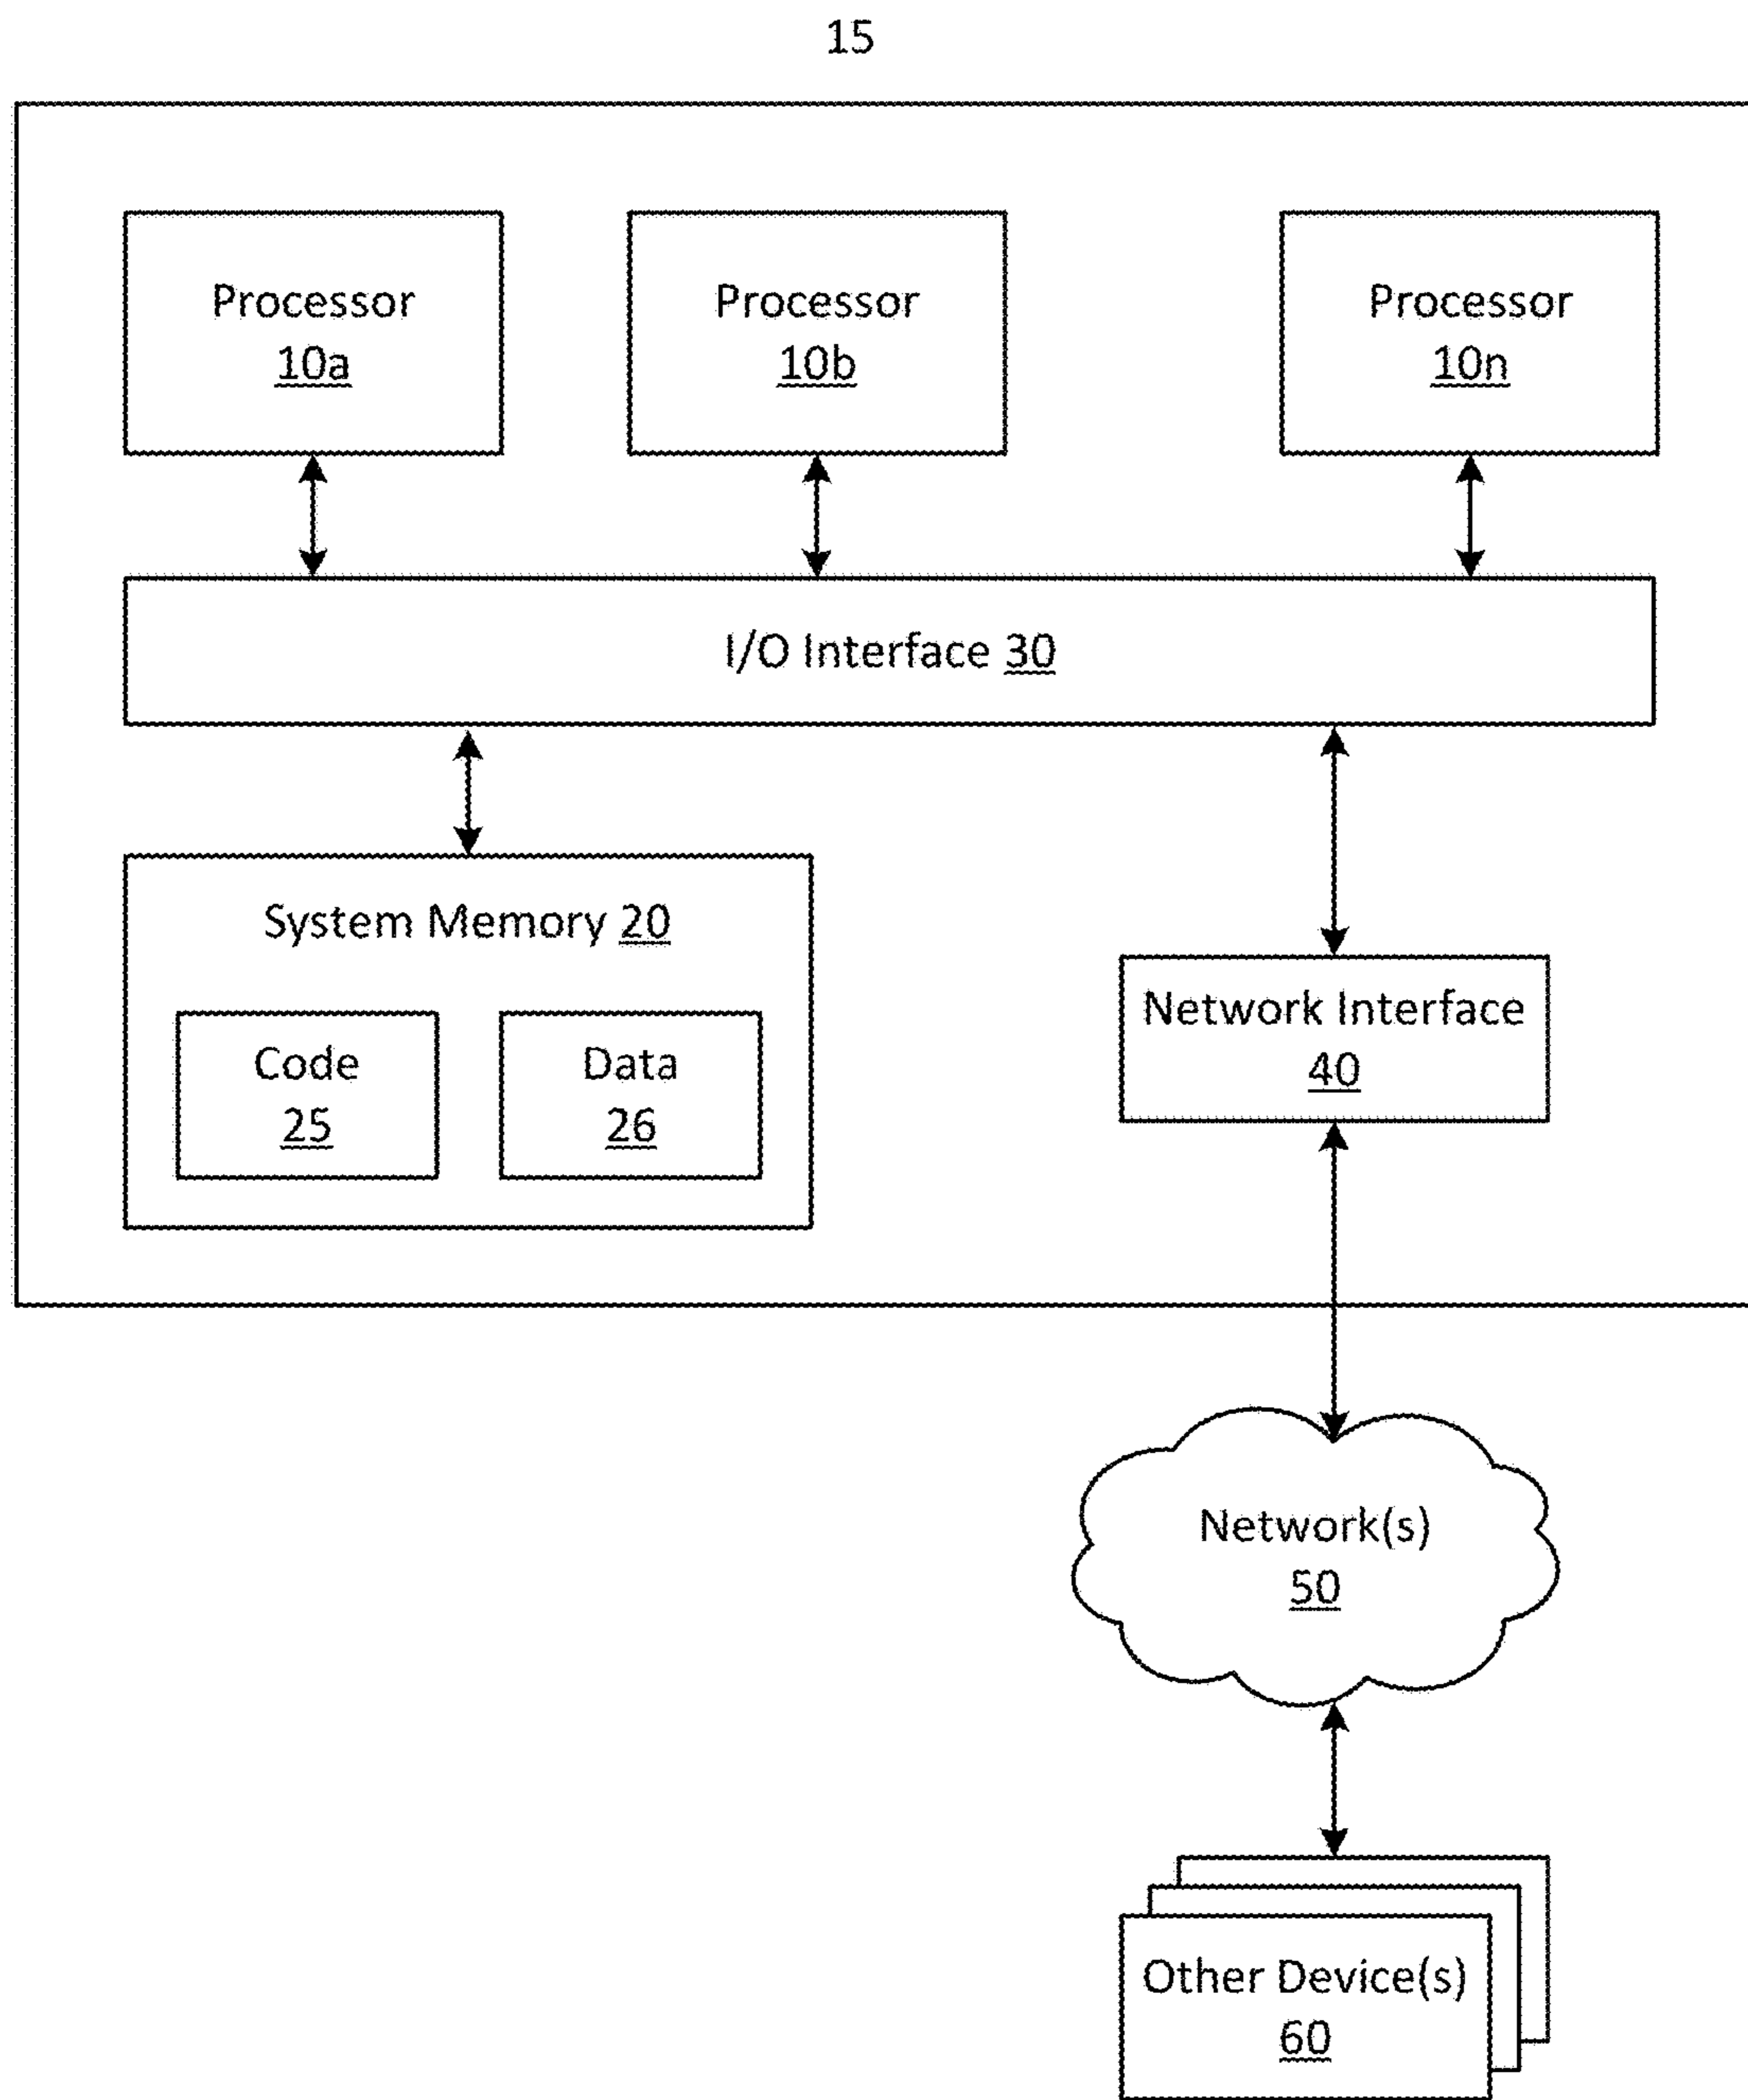 15
Processor
10a
Processor
10b
Processor
10n
I/O Interface 30
System Memory 20
Code
25
Data
26
Network Interface
40
Network(s)
50
Other Device(s)
60